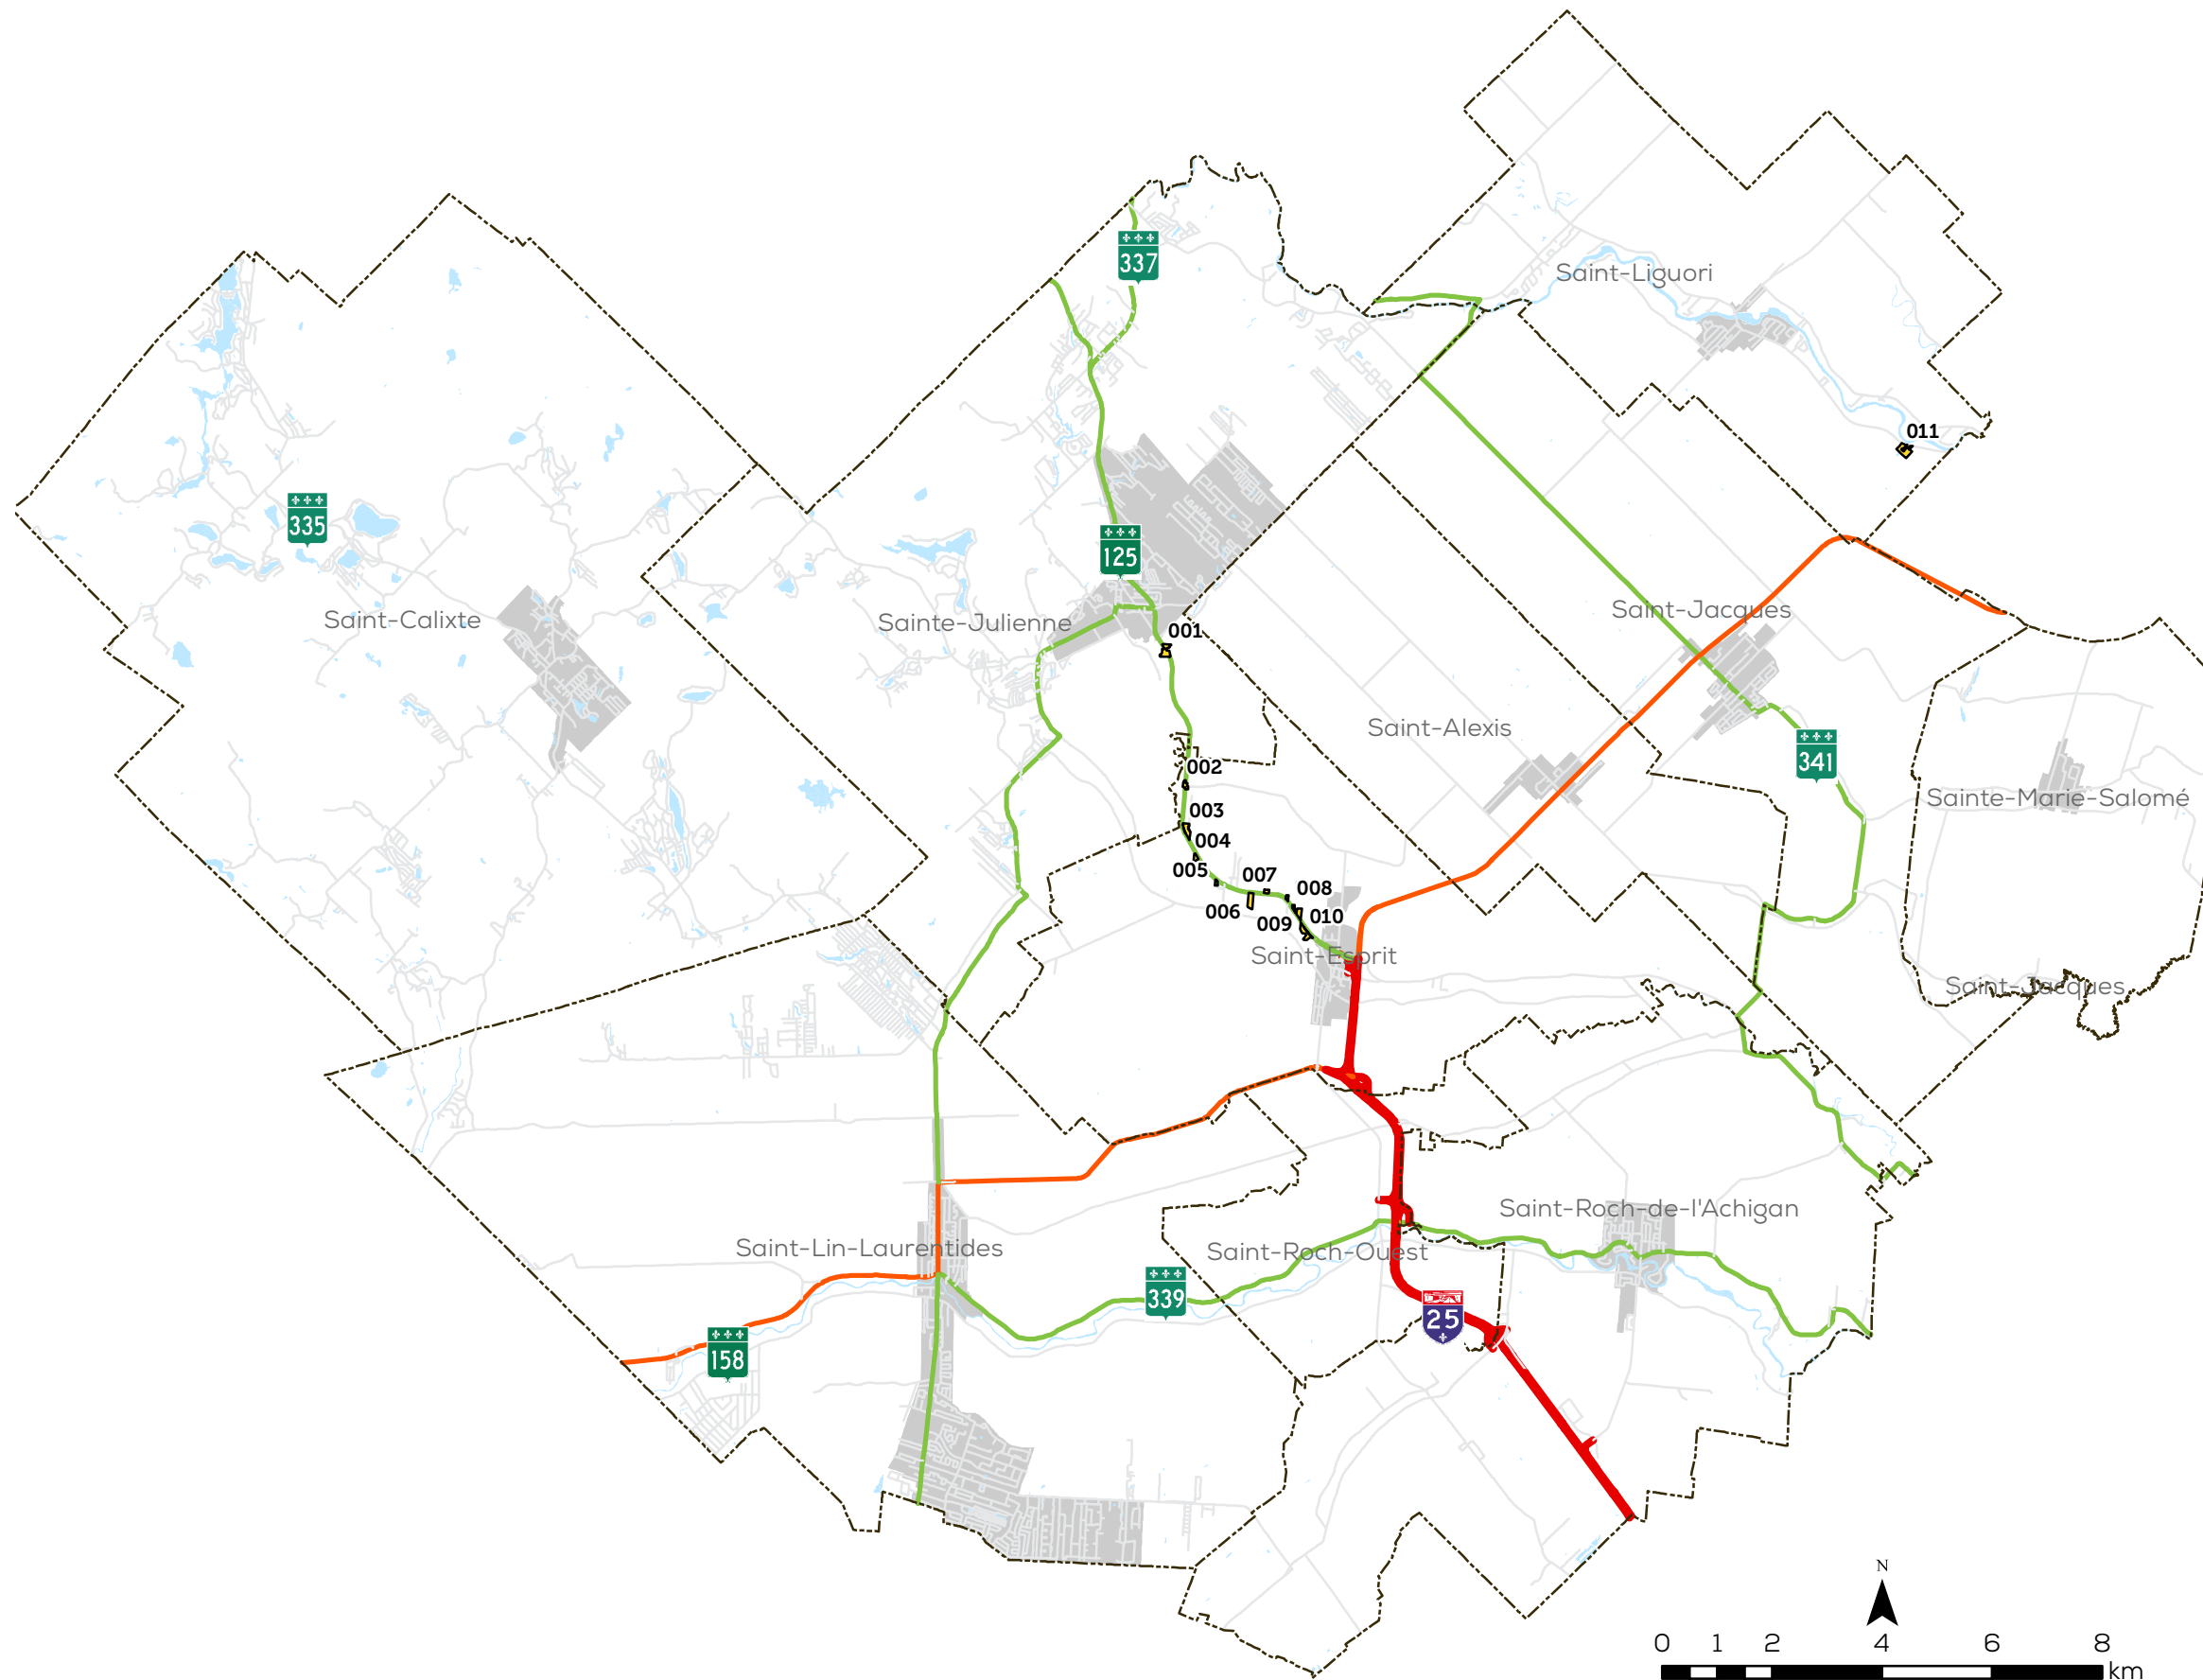 337
Saint-Liguori
011
335
125
Saint-Calixte
Sainte-Julienne
Saint-Jacques
001
Saint-Alexis
341
002
Sainte-Marie-Salomé
003
004
005
007
008
006
009
010
Saint-Esprit
Saint-Jacques
Saint-Roch-de-l'Achigan
Saint-Lin-Laurentides
Saint-Roch-Ouest
339
25
158
N
0 1 2 4 6 8
km